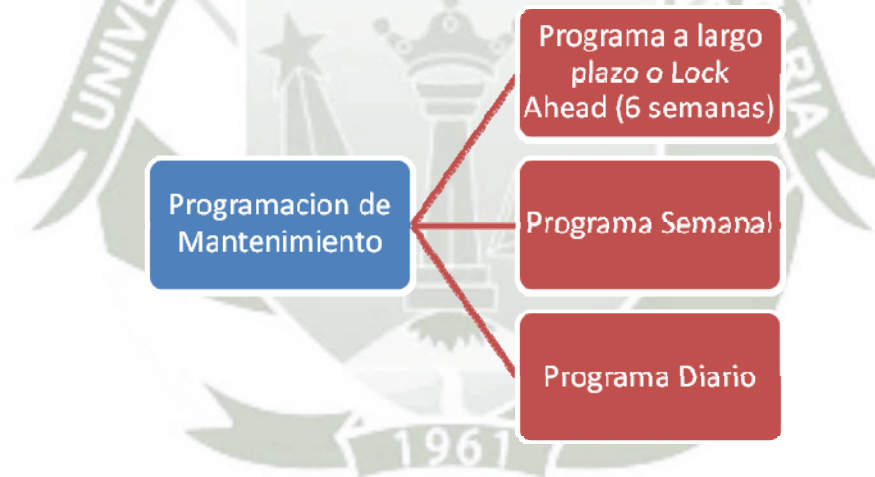 Programa a largo
plazo o Lock
Ahead (6 semanas)
Programacion de
Mantenimiento
Programa Semanal
Programa Diario
1961